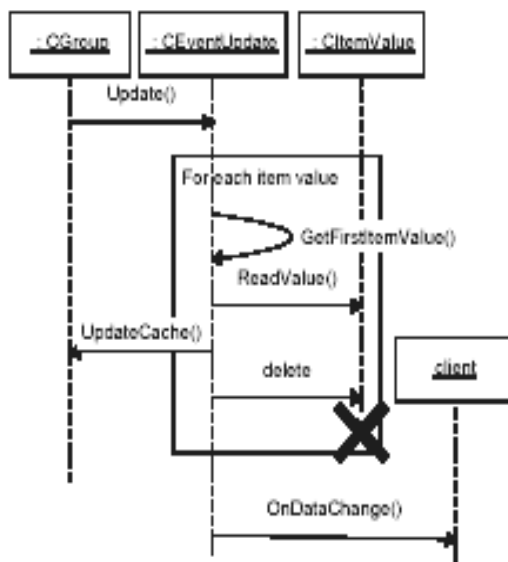 : CGroup
: CEventUpdate
: CItemValue
Update()
For each item value
GetFirstItemValue()
ReadValue()
UpdateCache()
delete
client
OnDataChange()